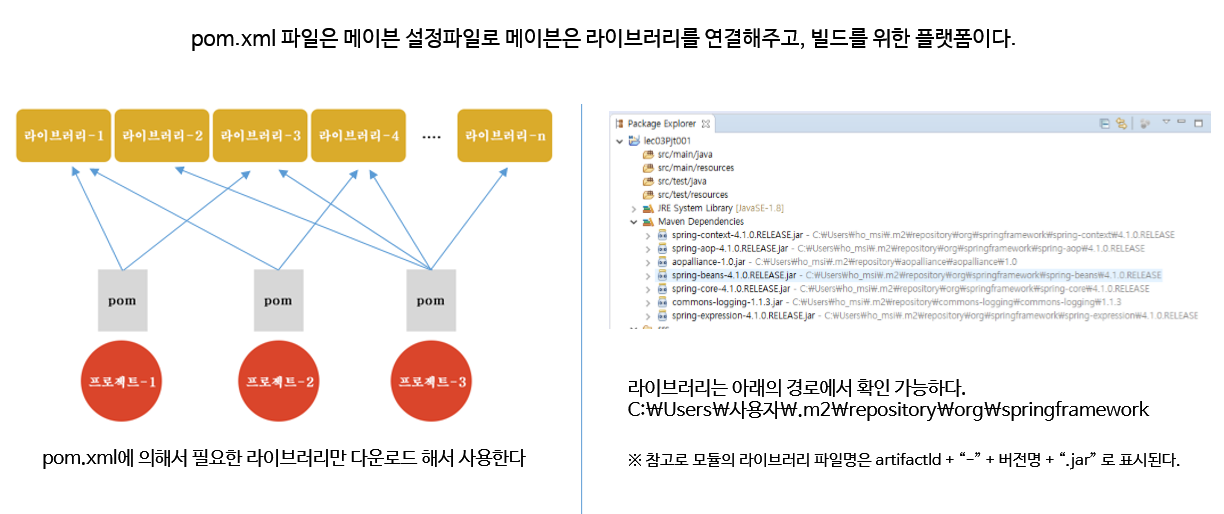 pom.xml 파일은 메이븐 설정파일로 메이븐은 라이브러리를 연결해주고, 빌드를 위한 플랫폼이다.
라이브러리-1
라이브러리-2
라이브러리-3
라이브러리-4
....
라이브러리-n
pom
pom
pom
프로젝트-1
프로젝트-2
프로젝트-3
pom.xml에 의해서 필요한 라이브러리만 다운로드 해서 사용한다
Package Explorer
lec03Pjt001
src/main/java
src/main/resources
src/test/java
src/test/resources
JRE System Library [JavaSE-1.8]
Maven Dependencies
spring-context-4.1.0.RELEASE.jar - C:₩Users₩ho_msi₩.m2₩repository₩org₩springframework₩spring-context₩4.1.0.RELEASE
spring-aop-4.1.0.RELEASE.jar - C:₩Users₩ho_msi₩.m2₩repository₩org₩springframework₩spring-aop₩4.1.0.RELEASE
aopalliance-1.0.jar - C:₩Users₩ho_msi₩.m2₩repository₩aopalliance₩aopalliance₩1.0
spring-beans-4.1.0.RELEASE.jar - C:₩Users₩ho_msi₩.m2₩repository₩org₩springframework₩spring-beans₩4.1.0.RELEASE
spring-core-4.1.0.RELEASE.jar - C:₩Users₩ho_msi₩.m2₩repository₩org₩springframework₩spring-core₩4.1.0.RELEASE
commons-logging-1.1.3.jar - C:₩Users₩ho_msi₩.m2₩repository₩commons-logging₩commons-logging₩1.1.3
spring-expression-4.1.0.RELEASE.jar - C:₩Users₩ho_msi₩.m2₩repository₩org₩springframework₩spring-expression₩4.1.0.RELEASE
라이브러리는 아래의 경로에서 확인 가능하다.
C:₩Users₩사용자₩.m2₩repository₩org₩springframework
※ 참고로 모듈의 라이브러리 파일명은 artifactId + “-” + 버전명 + “.jar” 로 표시된다.